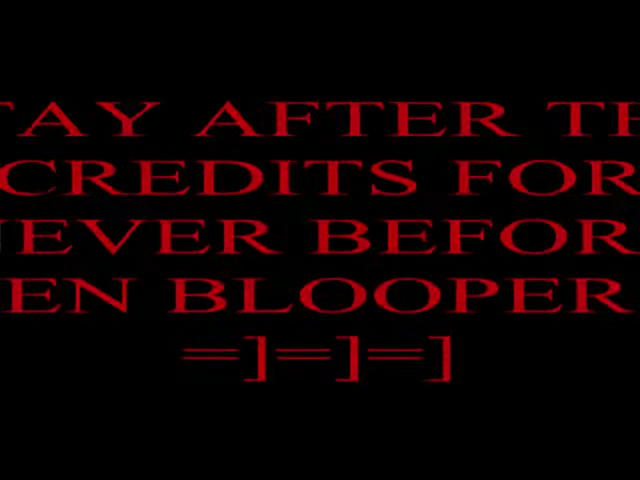 TAY AFTER TH
CREDITS FOR
NEVER BEFOR
EN BLOOPER
=]=]=]